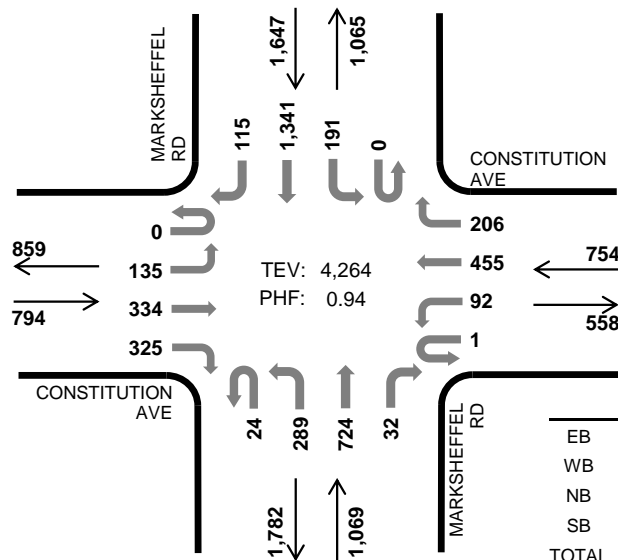 1,647
1,065
MARKSHEFFEL
RD
115
1,341
191
0
CONSTITUTION
AVE
0
206
859
135
TEV: 4,264
455
754
794
334
PHF: 0.94
92
558
325
1
CONSTITUTION
AVE
24
289
724
32
MARKSHEFFEL
RD
1,782
1,069
EB
WB
NB
SB
TOTAL